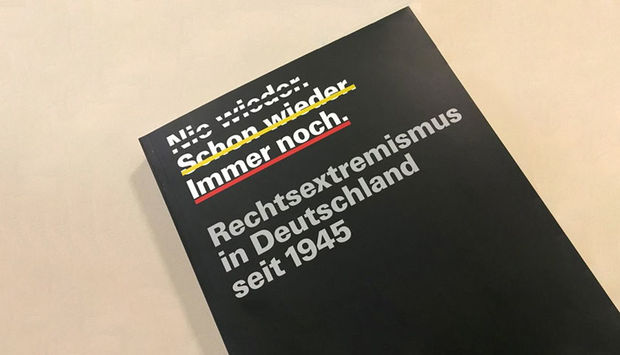 Nie wieder.
Schon wieder.
Immer noch.
Rechtsextremismus
in Deutschland
seit 1945